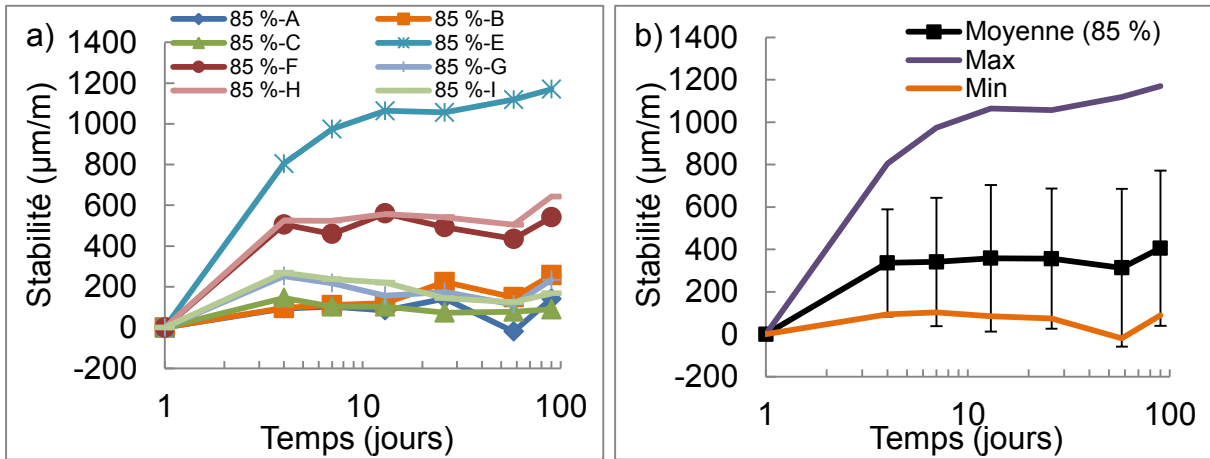 a)
85 %-A
85 %-B
85 %-C
85 %-E
85 %-F
85 %-G
85 %-H
85 %-I
Stabilité (µm/m)
1400
1200
1000
800
600
400
200
0
-200
1
10
100
Temps (jours)
b)
Moyenne (85 %)
Max
Min
Stabilité (µm/m)
1400
1200
1000
800
600
400
200
0
-200
1
10
100
Temps (jours)